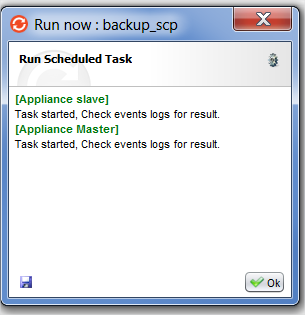 Run now : backup_scp
Run Scheduled Task
[Appliance slave]
Task started, Check events logs for result.
[Appliance Master]
Task started, Check events logs for result.
Ok